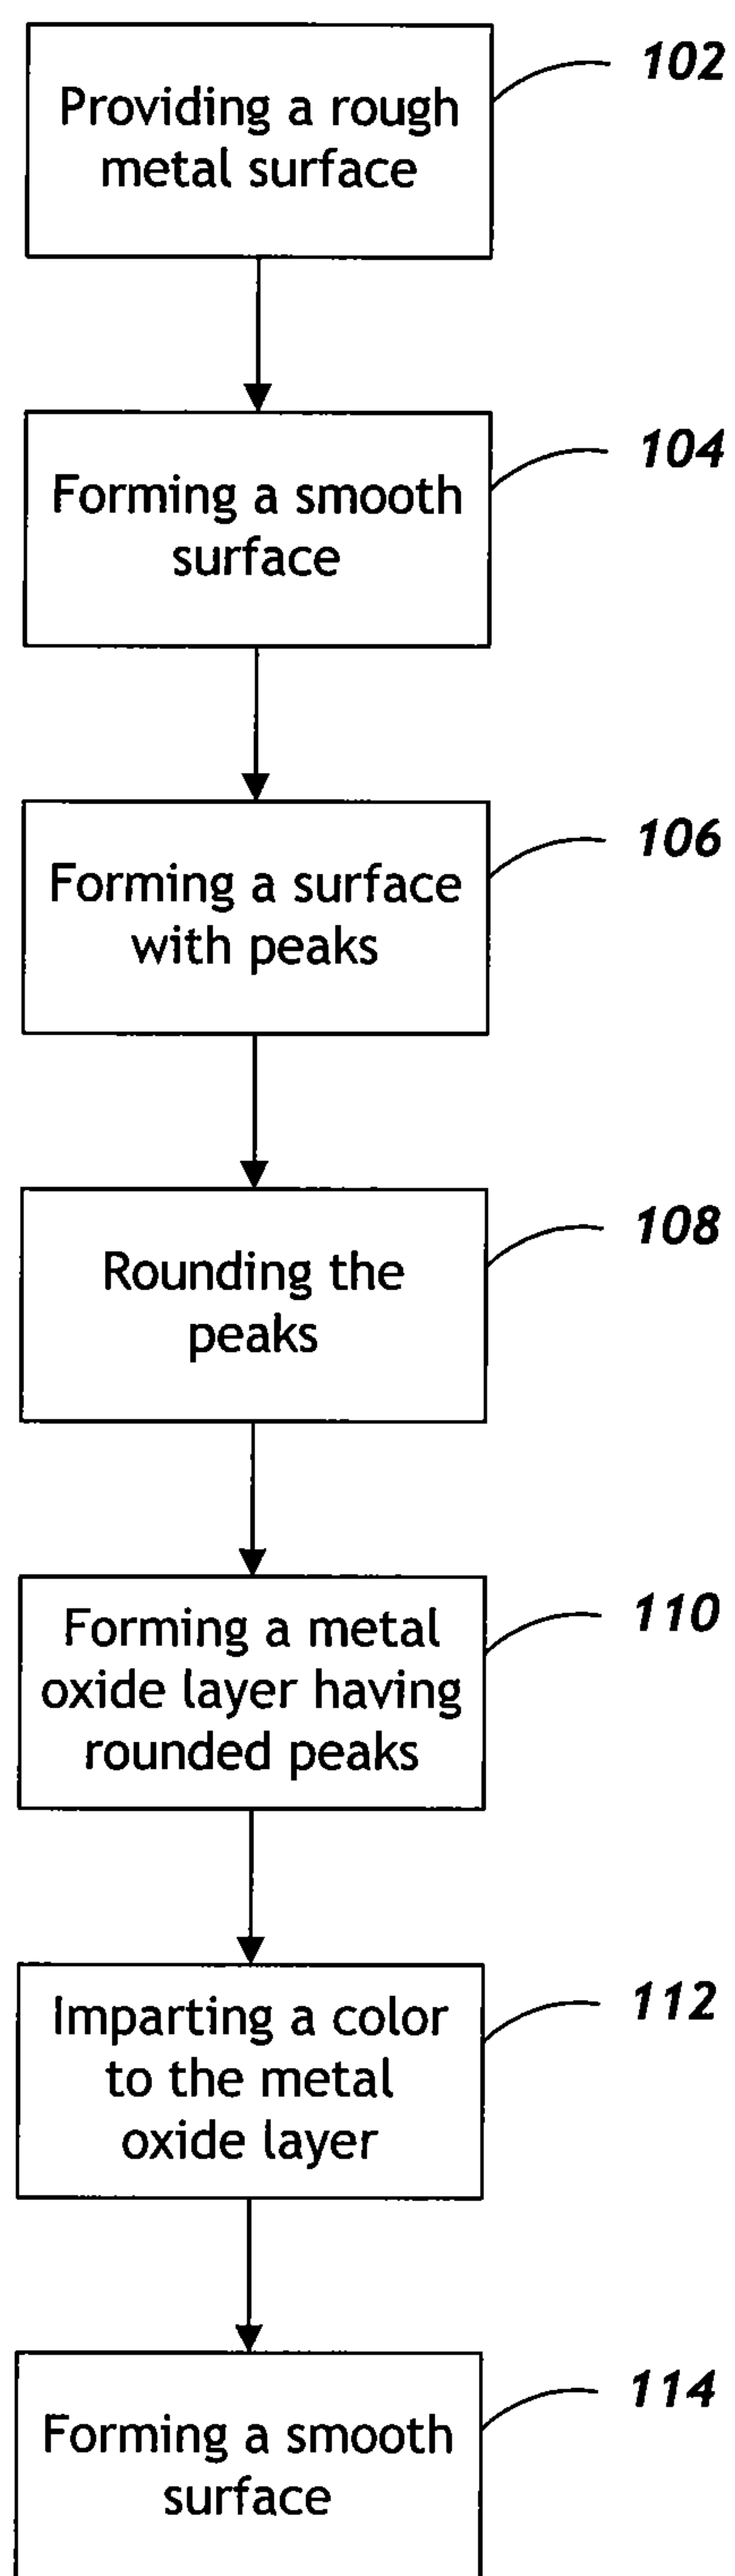 102
Providing a rough
metal surface
104
Forming a smooth
surface
106
Forming a surface
with peaks
108
Rounding the
peaks
110
Forming a metal
oxide layer having
rounded peaks
112
Imparting a color
to the metal
oxide layer
114
Forming a smooth
surface